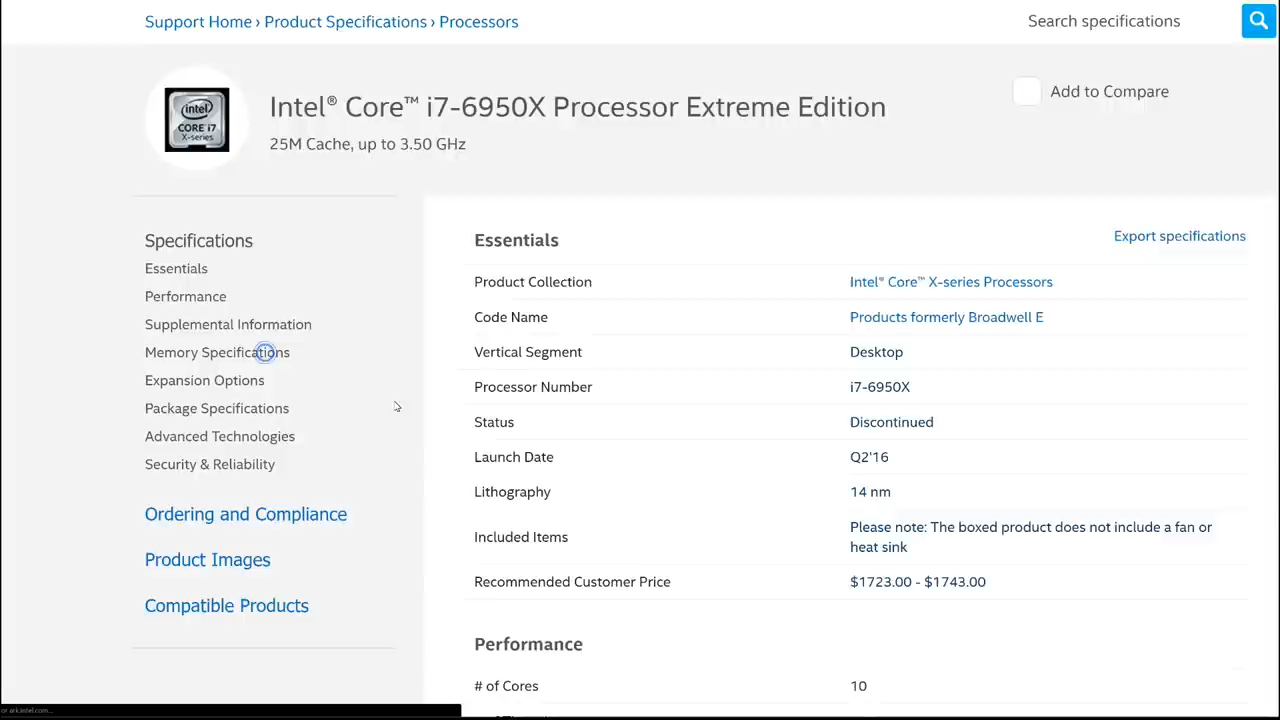 Support Home › Product Specifications › Processors
Search specifications
intel
CORE i7
X-series
Intel® Core™ i7-6950X Processor Extreme Edition
25M Cache, up to 3.50 GHz
Add to Compare
Specifications
Essentials
Performance
Supplemental Information
Memory Specifications
Expansion Options
Package Specifications
Advanced Technologies
Security & Reliability
Ordering and Compliance
Product Images
Compatible Products
Essentials
Export specifications
Product Collection Intel® Core™ X-series Processors
Code Name Products formerly Broadwell E
Vertical Segment Desktop
Processor Number i7-6950X
Status Discontinued
Launch Date Q2'16
Lithography 14 nm
Included Items Please note: The boxed product does not include a fan or
heat sink
Recommended Customer Price $1723.00 - $1743.00
Performance
# of Cores 10
or ark.intel.com...